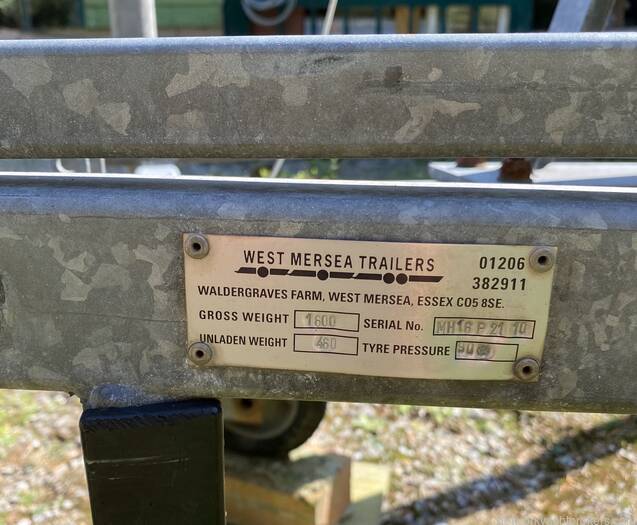 WEST MERSEA TRAILERS 01206
382911
WALDERGRAVES FARM, WEST MERSEA, ESSEX CO5 8SE.
GROSS WEIGHT 1600 SERIAL No. MH16 P 21 10
UNLADEN WEIGHT 460 TYRE PRESSURE